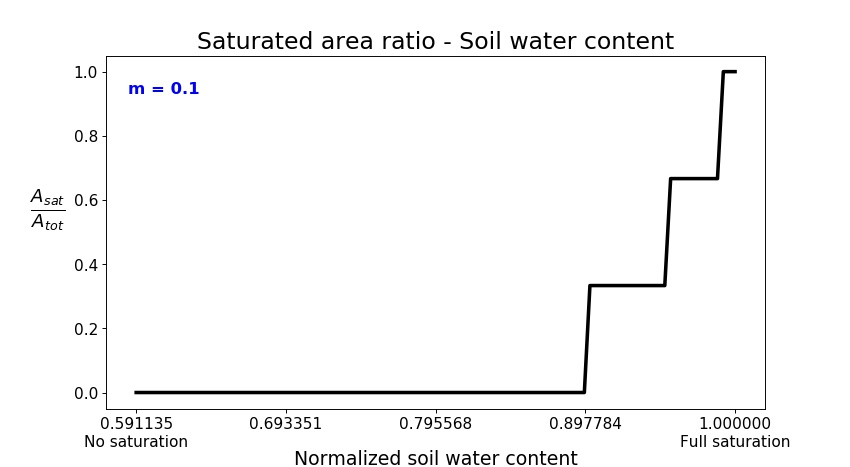 Saturated area ratio - Soil water content
m = 0.1
1.0
0.8
0.6
0.4
0.2
0.0
A_sat
A_tot
0.591135 0.693351 0.795568 0.897784 1.000000
No saturation Full saturation
Normalized soil water content